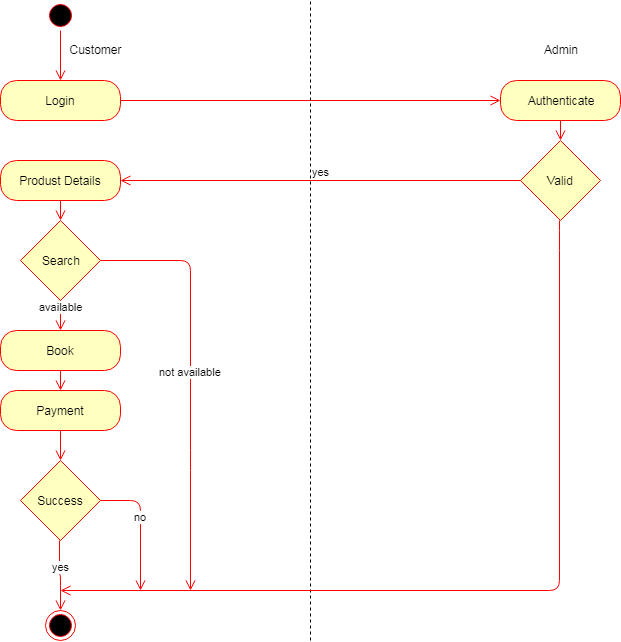 Customer
Admin
Login
Authenticate
yes
Produst Details
Valid
Search
available
Book
not available
Payment
Success
no
yes